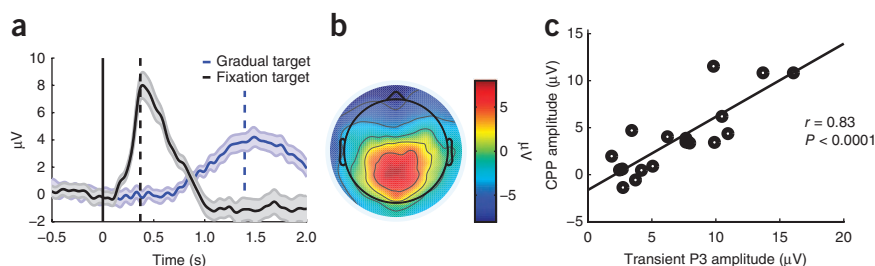 a
Gradual target
Fixation target
10
8
6
4
2
0
−2
µV
−0.5
0
0.5
1.0
1.5
2.0
Time (s)
b
5
0
−5
µV
c
15
10
5
0
−5
CPP amplitude (µV)
r = 0.83
P < 0.0001
0
5
10
15
20
Transient P3 amplitude (µV)